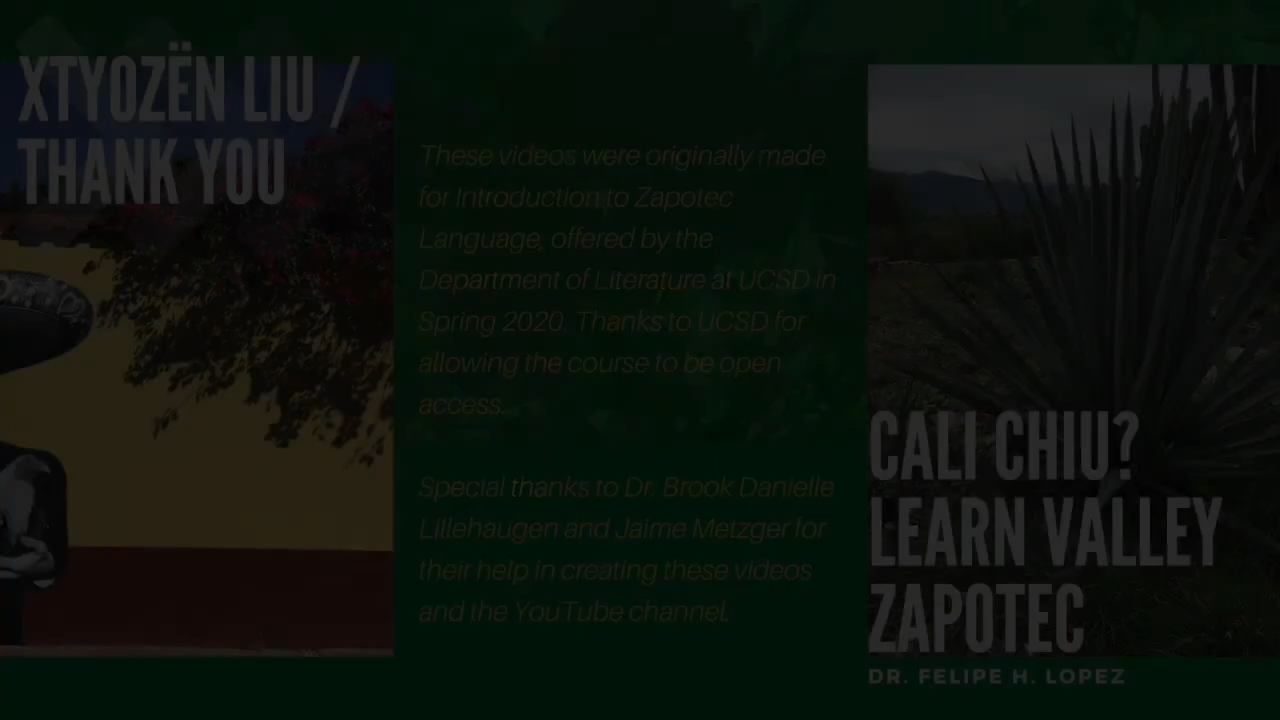 XTYOZËN LIU /
THANK YOU
These videos were originally made
for Introduction to Zapotec
Language, offered by the
Department of Literature at UCSD in
Spring 2020. Thanks to UCSD for
allowing the course to be open
access.
Special thanks to Dr. Brook Danielle
Lillehaugen and Jaime Metzger for
their help in creating these videos
and the YouTube channel.
CALI CHIU?
LEARN VALLEY
ZAPOTEC
DR. FELIPE H. LOPEZ